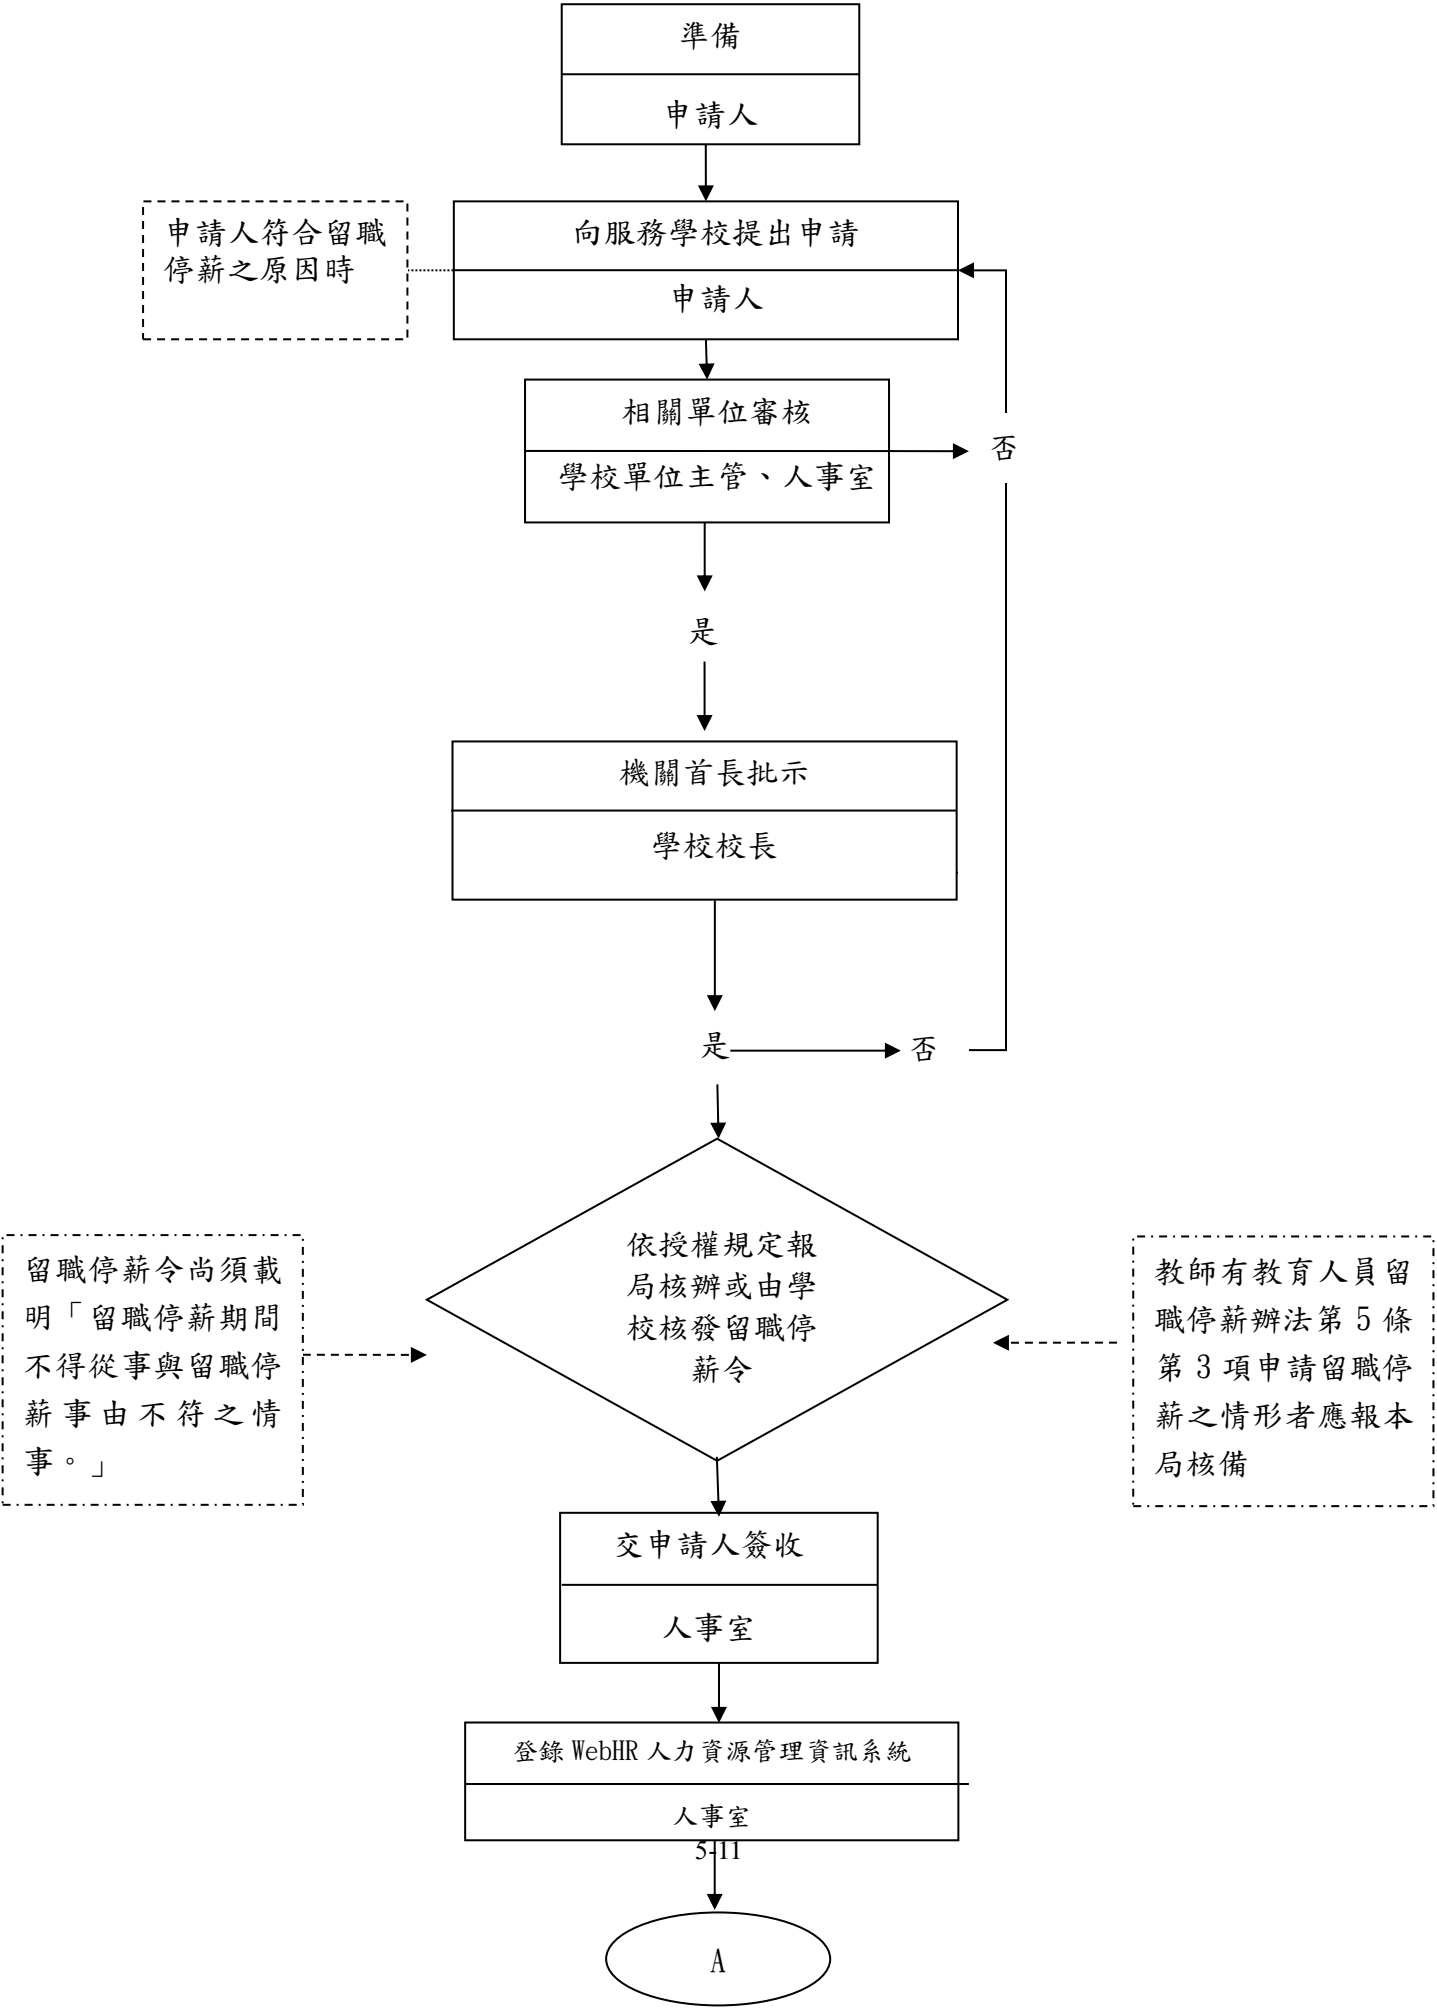 準備
申請人
申請人符合留職
停薪之原因時
向服務學校提出申請
申請人
相關單位審核
學校單位主管、人事室
否
是
機關首長批示
學校校長
是
否
依授權規定報
局核辦或由學
校核發留職停
薪令
留職停薪令尚須載
明「留職停薪期間
不得從事與留職停
薪事由不符之情
事。」
教師有教育人員留
職停薪辦法第 5 條
第 3 項申請留職停
薪之情形者應報本
局核備
交申請人簽收
人事室
登錄 WebHR 人力資源管理資訊系統
人事室
5-11
A